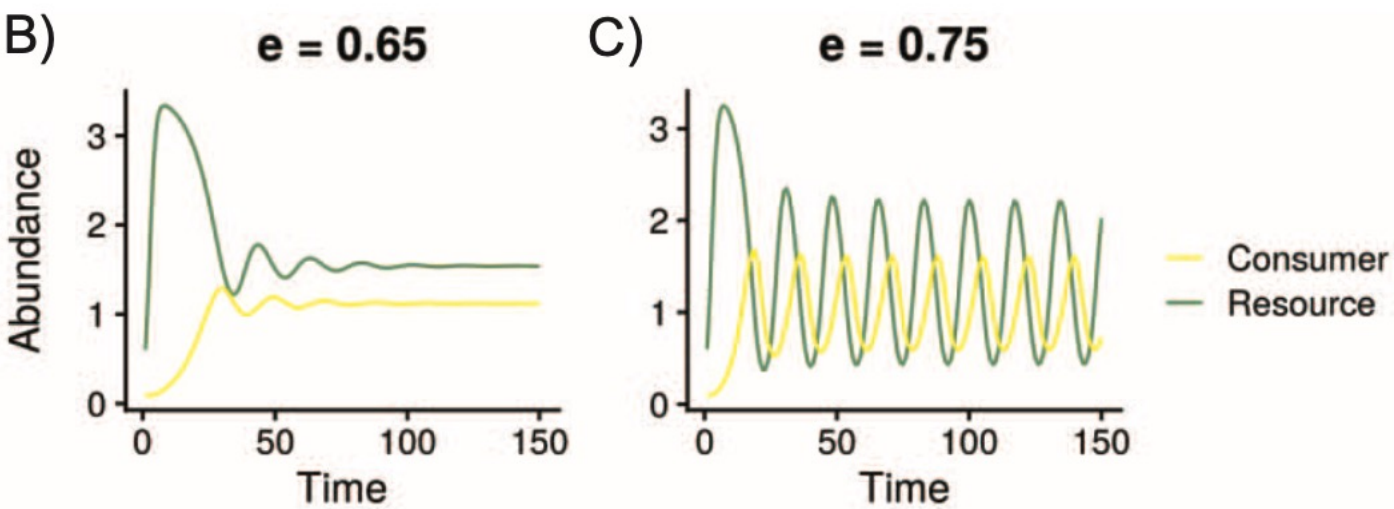 B)
e = 0.65
Abundance
3
2
1
0
0 50 100 150
Time
C)
e = 0.75
3
2
1
0
0 50 100 150
Time
Consumer
Resource